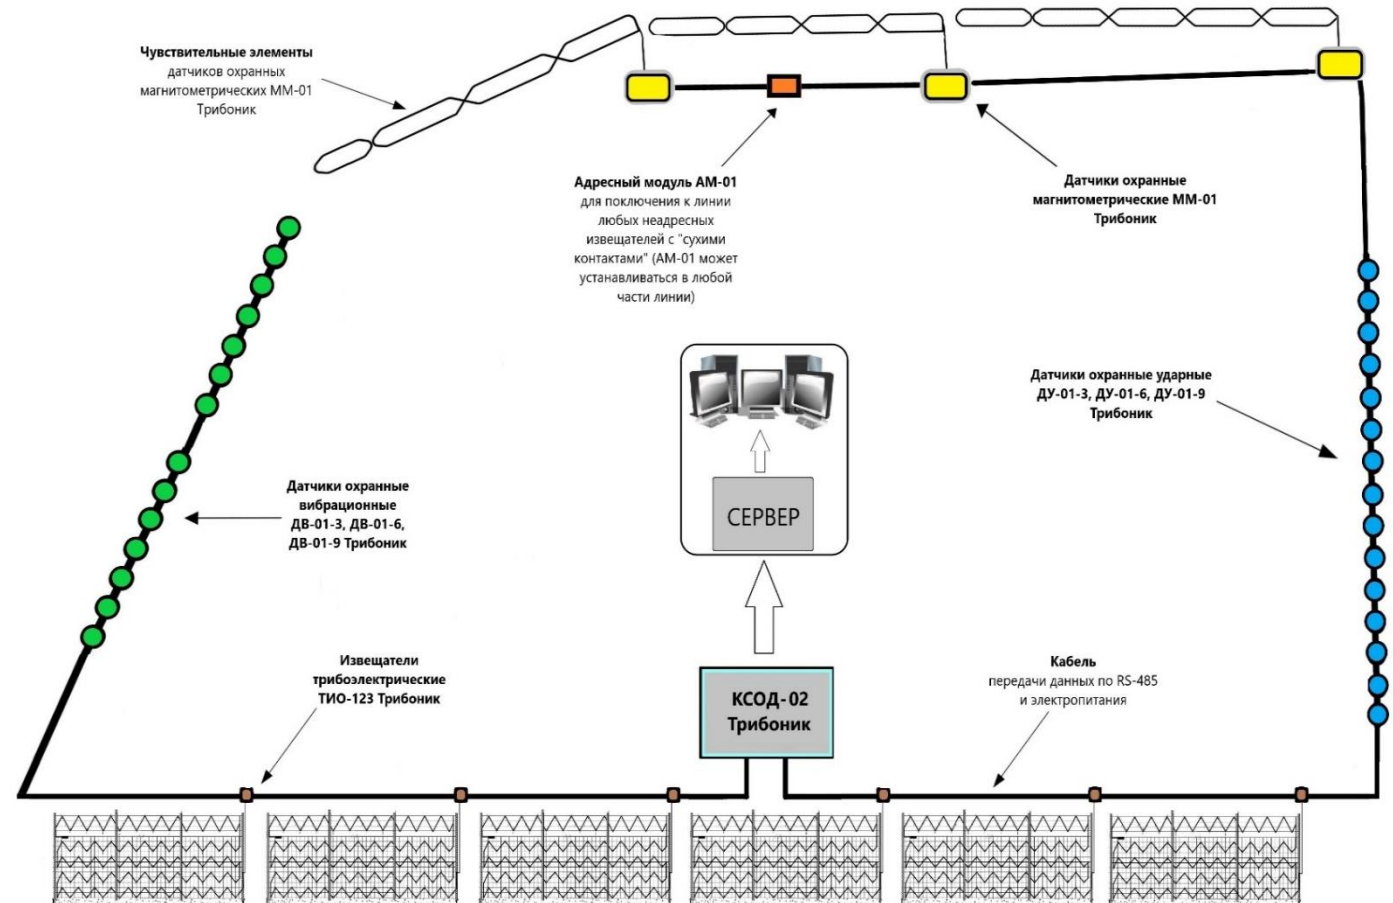 Чувствительные элементы
датчиков охранных
магнитометрических ММ-01
Трибоник
Адресный модуль АМ-01
для поключения к линии
любых неадресных
извещателей с "сухими
контактами" (АМ-01 может
устанавливаться в любой
части линии)
Датчики охранные
магнитометрические ММ-01
Трибоник
Датчики охранные ударные
ДУ-01-3, ДУ-01-6, ДУ-01-9
Трибоник
СЕРВЕР
Датчики охранные
вибрационные
ДВ-01-3, ДВ-01-6,
ДВ-01-9 Трибоник
Извещатели
трибоэлектрические
ТИО-123 Трибоник
КСОД-02
Трибоник
Кабель
передачи данных по RS-485
и электропитания